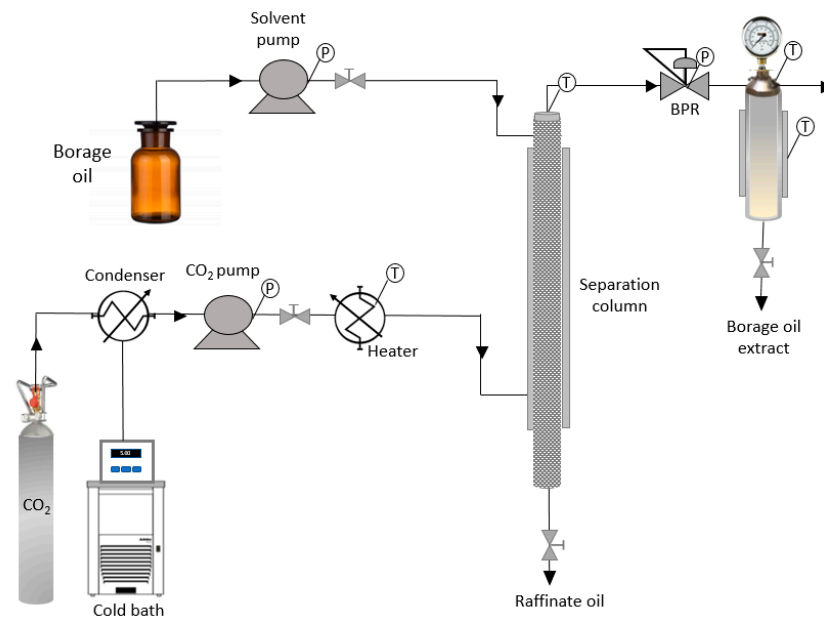 Solvent
pump
P
T
P
T
BPR
T
Borage
oil
Condenser
CO₂ pump
P
T
Heater
Separation
column
Borage oil
extract
CO₂
5.00
Cold bath
Raffinate oil